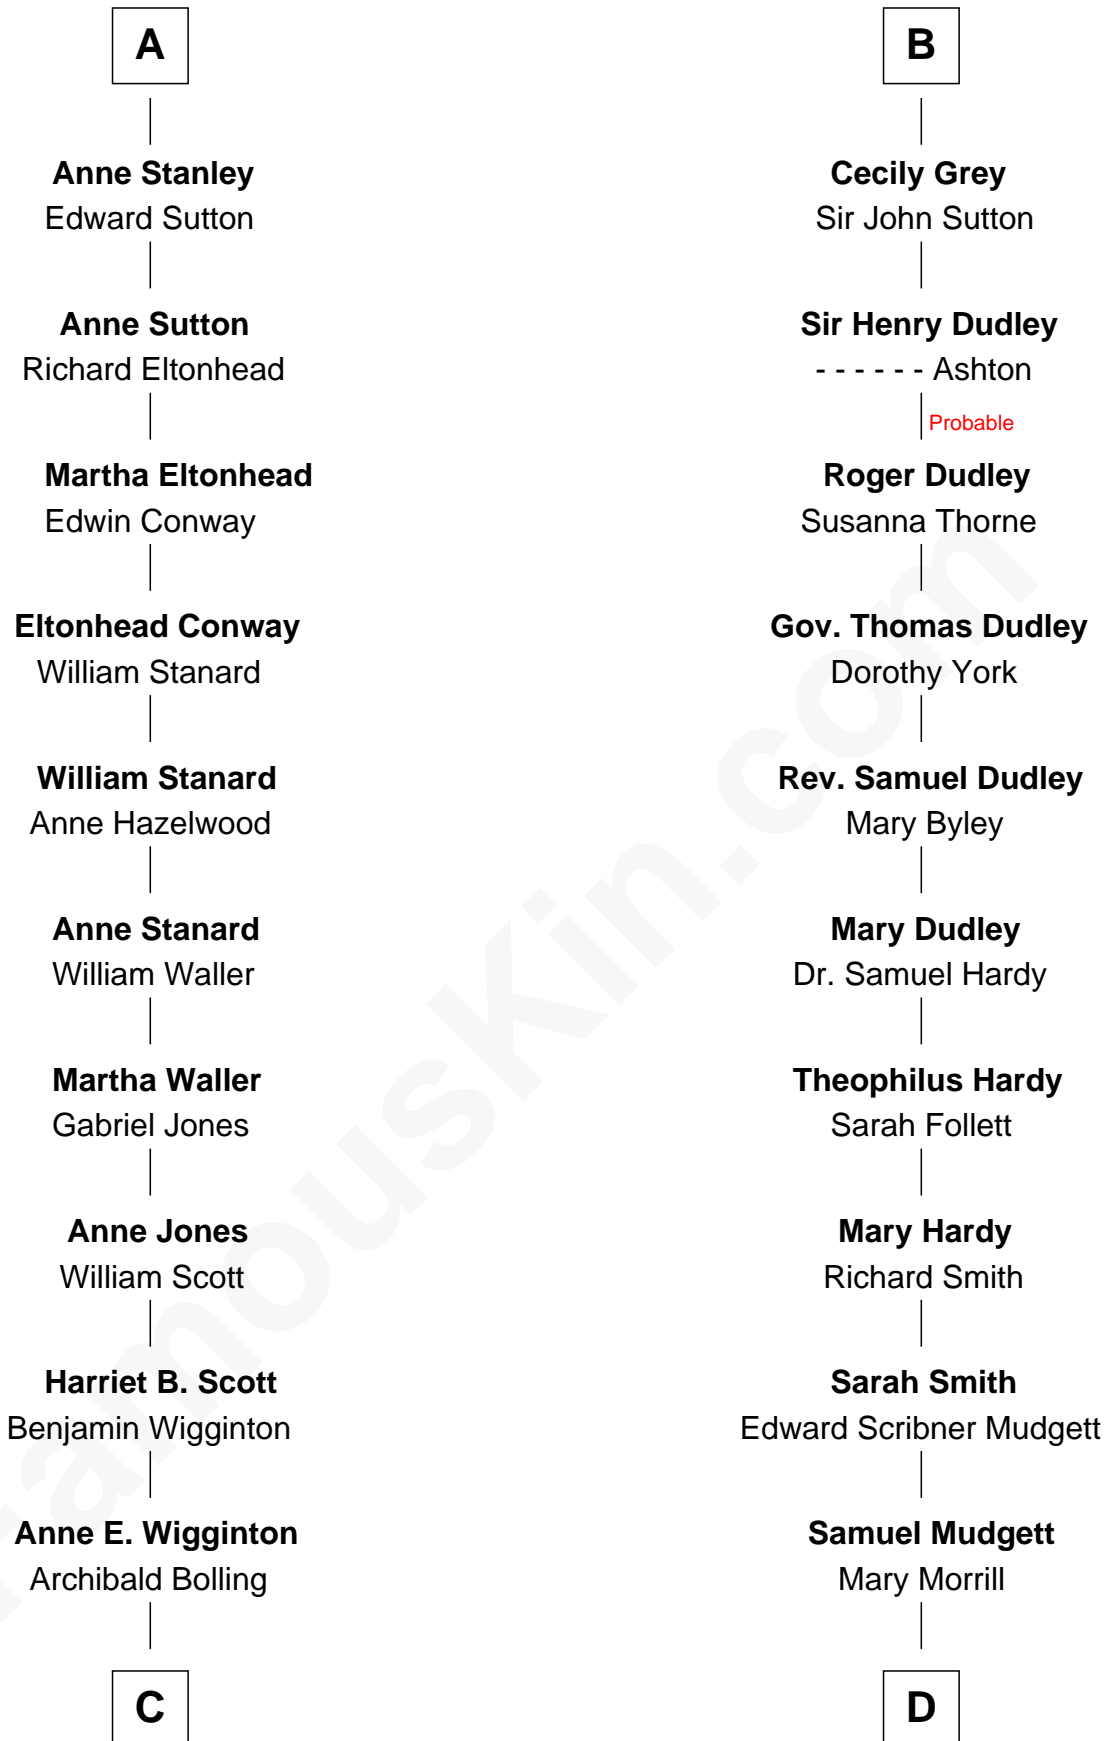 A
Anne Stanley
Edward Sutton
Anne Sutton
Richard Eltonhead
Martha Eltonhead
Edwin Conway
Eltonhead Conway
William Stanard
William Stanard
Anne Hazelwood
Anne Stanard
William Waller
Martha Waller
Gabriel Jones
Anne Jones
William Scott
Harriet B. Scott
Benjamin Wigginton
Anne E. Wigginton
Archibald Bolling
C
B
Cecily Grey
Sir John Sutton
Sir Henry Dudley
- - - - - - Ashton
Probable
Roger Dudley
Susanna Thorne
Gov. Thomas Dudley
Dorothy York
Rev. Samuel Dudley
Mary Byley
Mary Dudley
Dr. Samuel Hardy
Theophilus Hardy
Sarah Follett
Mary Hardy
Richard Smith
Sarah Smith
Edward Scribner Mudgett
Samuel Mudgett
Mary Morrill
D
FamousKin.com